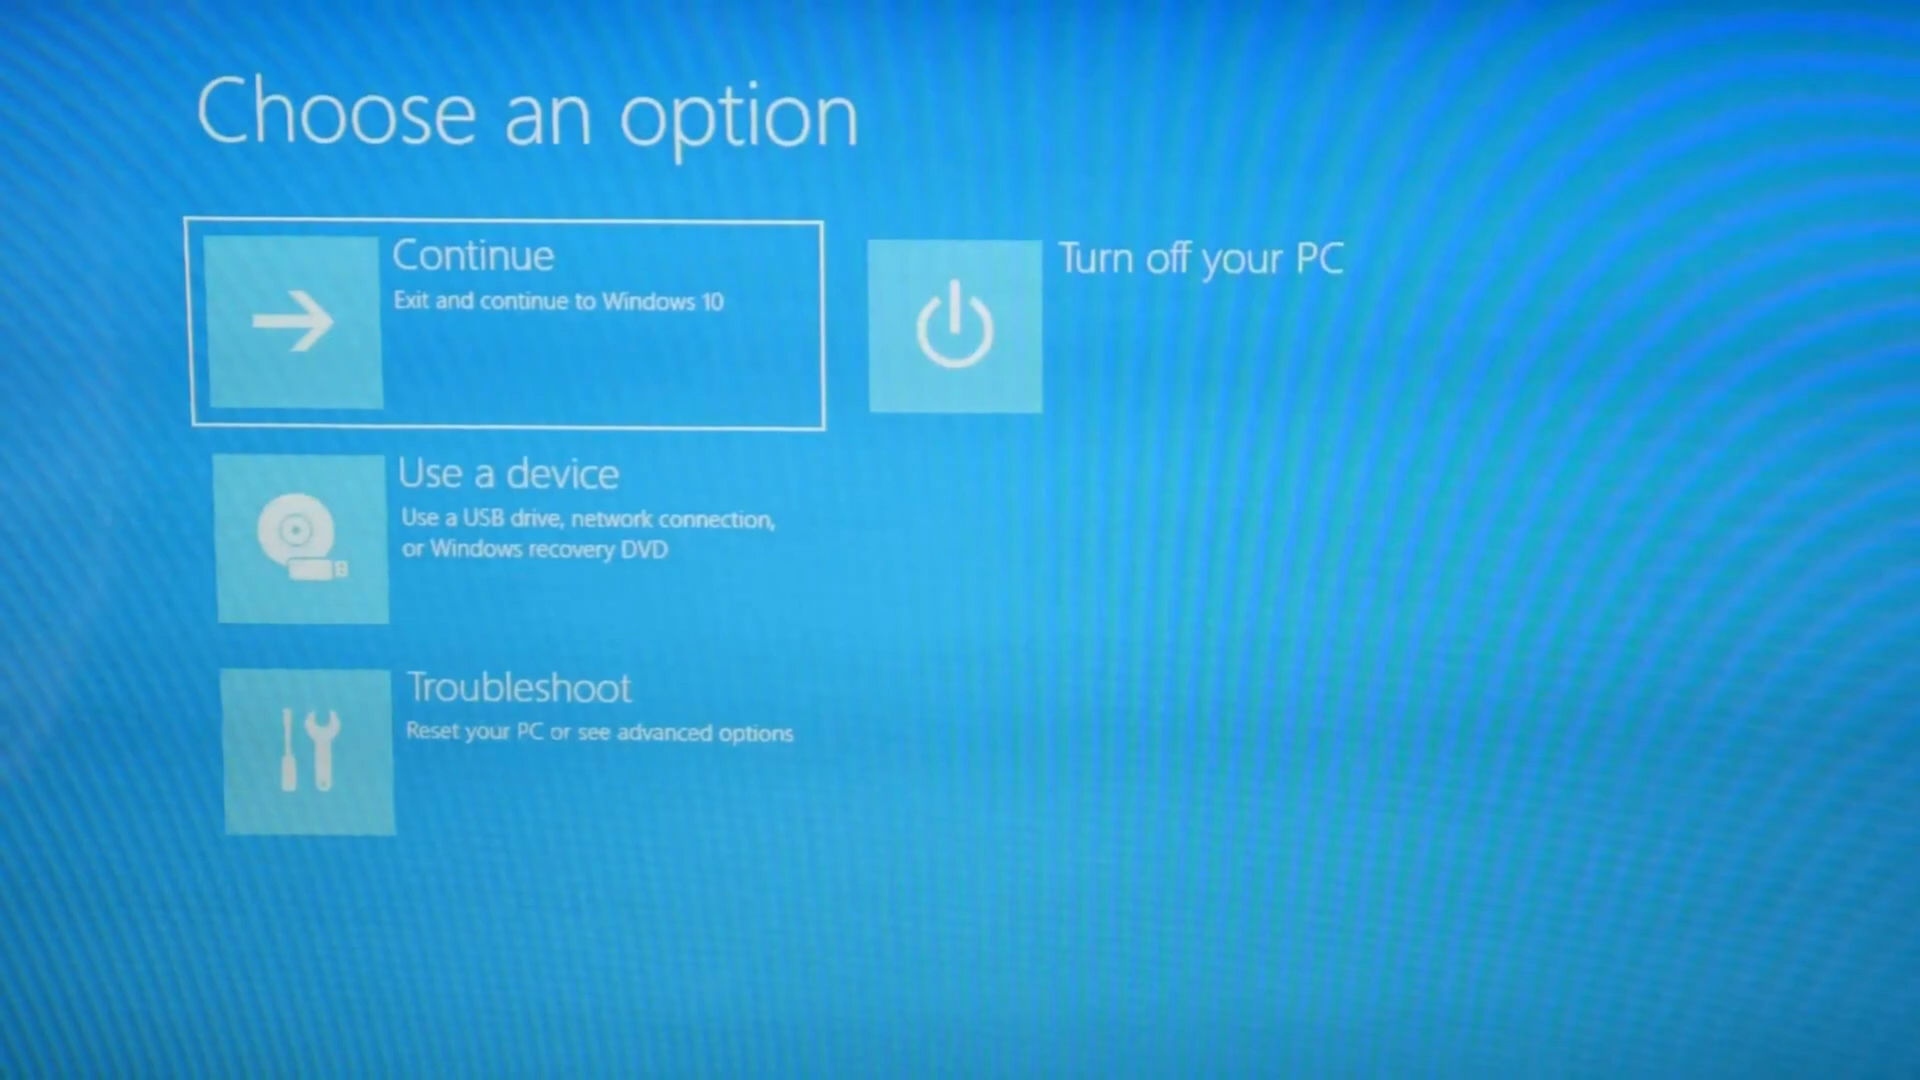 Choose an option
Continue
Exit and continue to Windows 10
Turn off your PC
Use a device
Use a USB drive, network connection,
or Windows recovery DVD
Troubleshoot
Reset your PC or see advanced options